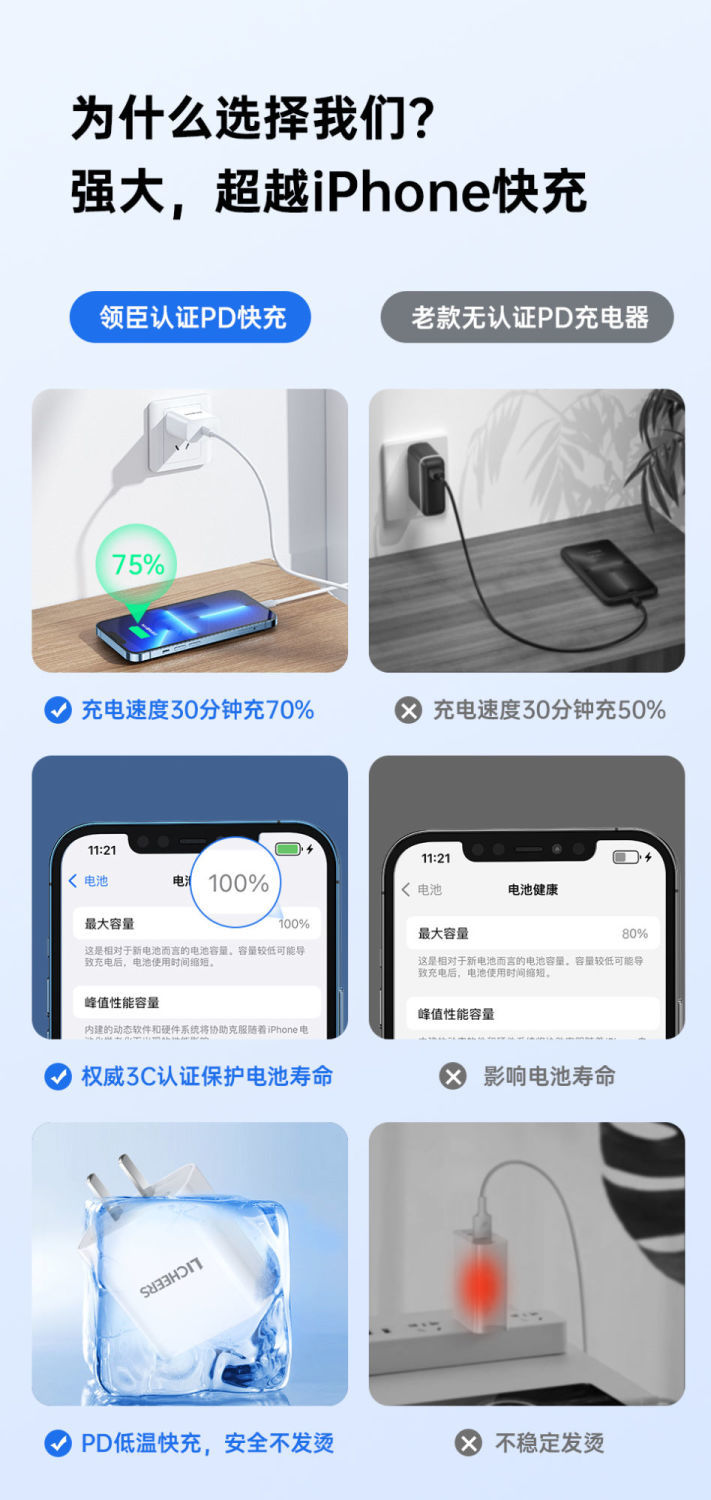 为什么选择我们?
强大，超越iPhone快充
领臣认证PD快充
老款无认证PD充电器
75%
充电速度30分钟充70%
充电速度30分钟充50%
11:21
电池
100%
最大容量
100%
这是相对于新电池而言的电池容量。容量较低可能导
致充电后，电池使用时间缩短。
峰值性能容量
内建的动态软件和硬件系统将协助克服随着iPhone电
11:21
电池
电池健康
最大容量
80%
这是相对于新电池而言的电池容量。容量较低可能导
致充电后，电池使用时间缩短。
峰值性能容量
权威3C认证保护电池寿命
影响电池寿命
LICHEERS
PD低温快充，安全不发烫
不稳定发烫